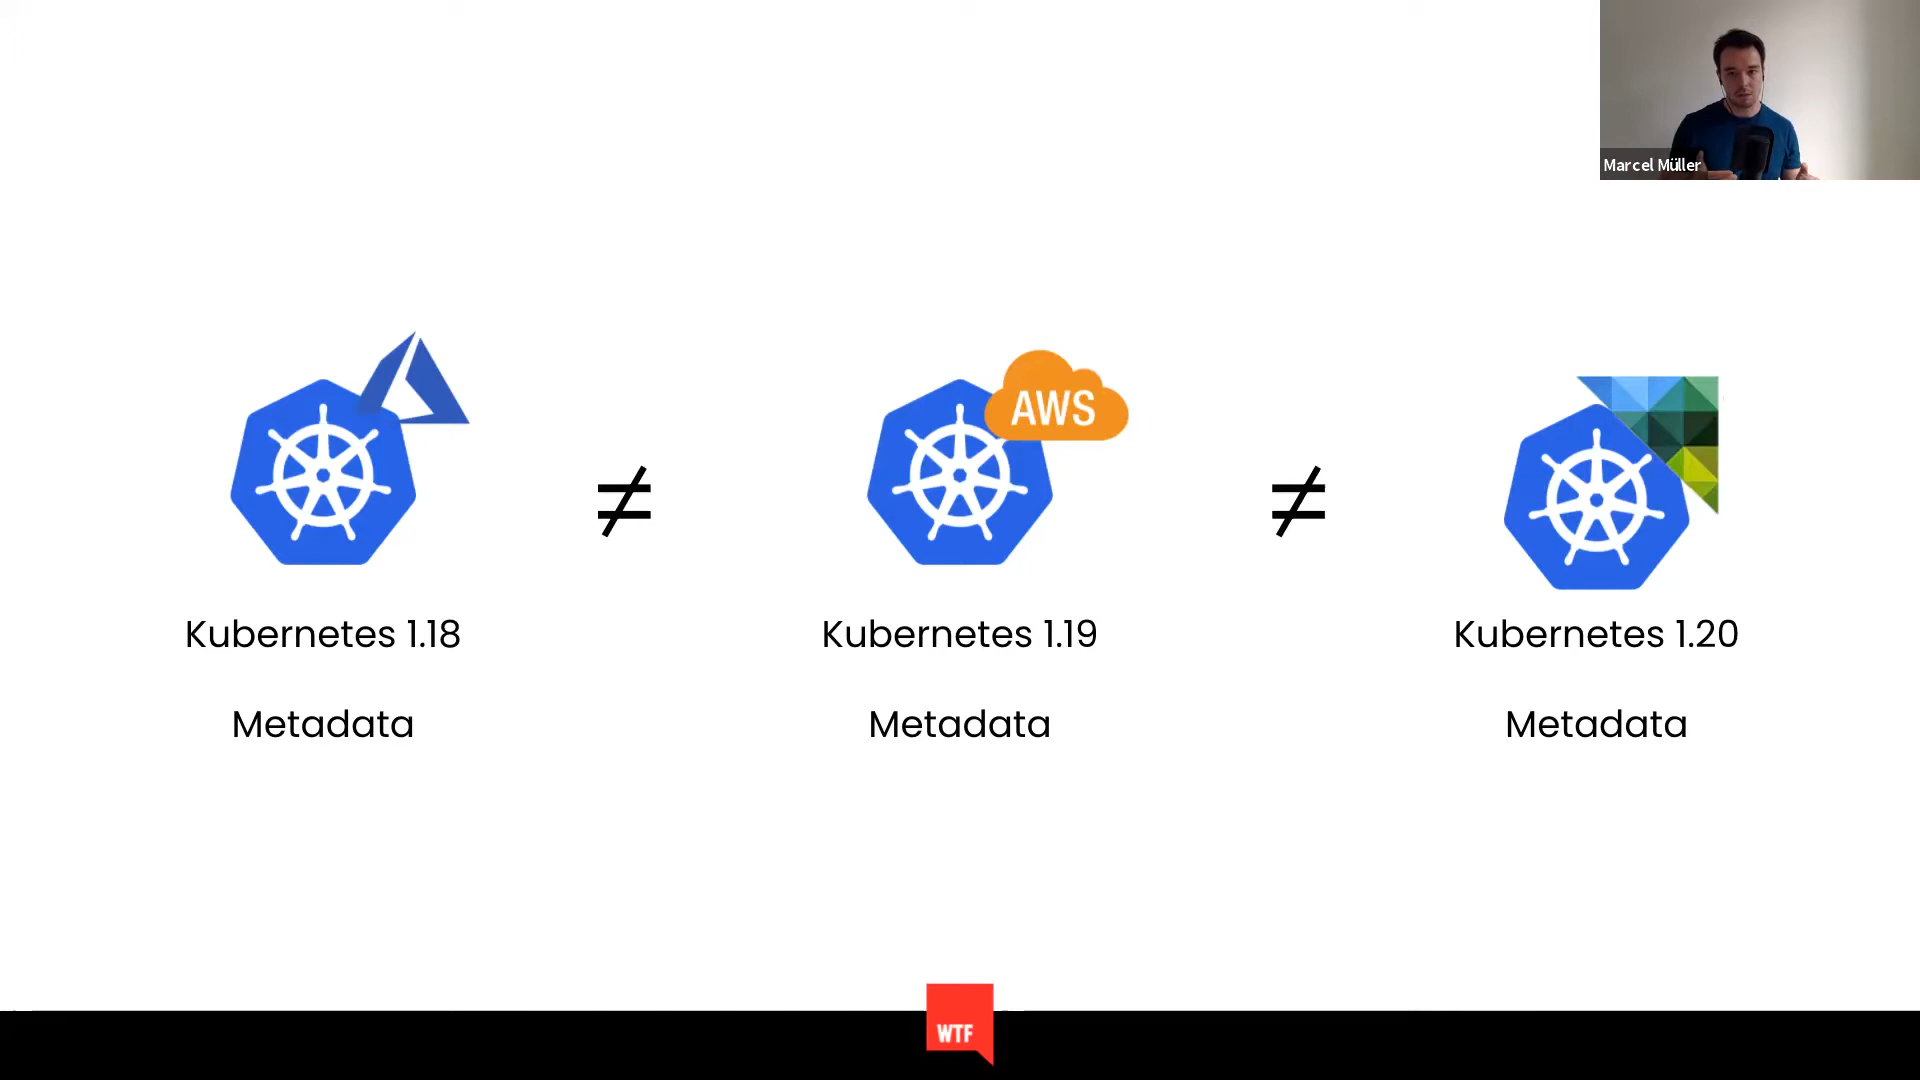 Marcel Müller
AWS
≠
≠
Kubernetes 1.18
Kubernetes 1.19
Kubernetes 1.20
Metadata
Metadata
Metadata
WTF